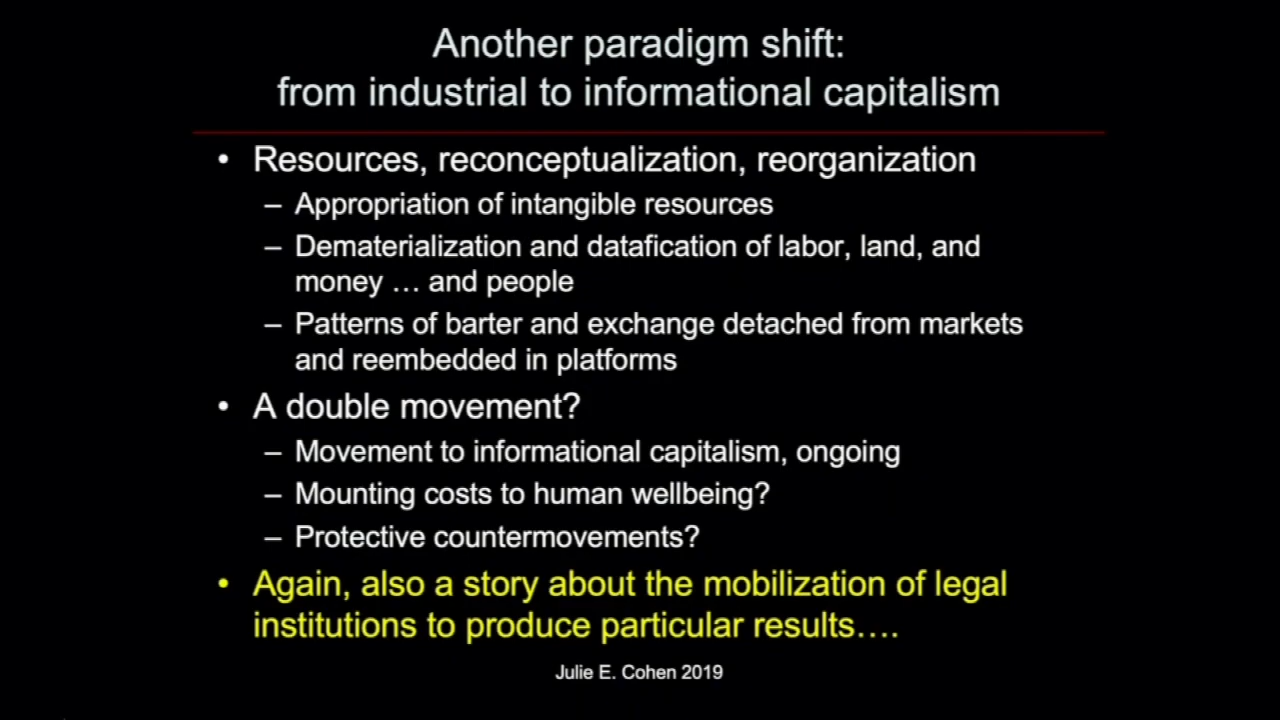 Another paradigm shift:
from industrial to informational capitalism
• Resources, reconceptualization, reorganization
– Appropriation of intangible resources
– Dematerialization and datafication of labor, land, and
money … and people
– Patterns of barter and exchange detached from markets
and reembedded in platforms
• A double movement?
– Movement to informational capitalism, ongoing
– Mounting costs to human wellbeing?
– Protective countermovements?
• Again, also a story about the mobilization of legal
institutions to produce particular results….
Julie E. Cohen 2019